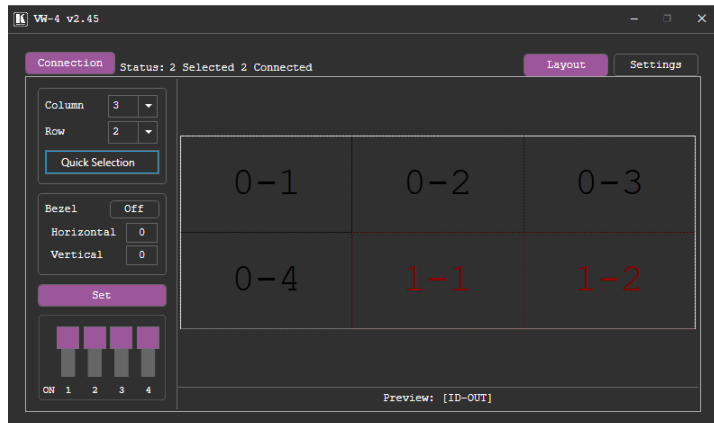 VW-4 v2.45
Connection Status: 2 Selected 2 Connected Layout Settings
Column 3
Row 2
Quick Selection
Bezel Off
Horizontal 0
Vertical 0
Set
ON 1 2 3 4
0-1 0-2 0-3
0-4 1-1 1-2
Preview: [ID-OUT]